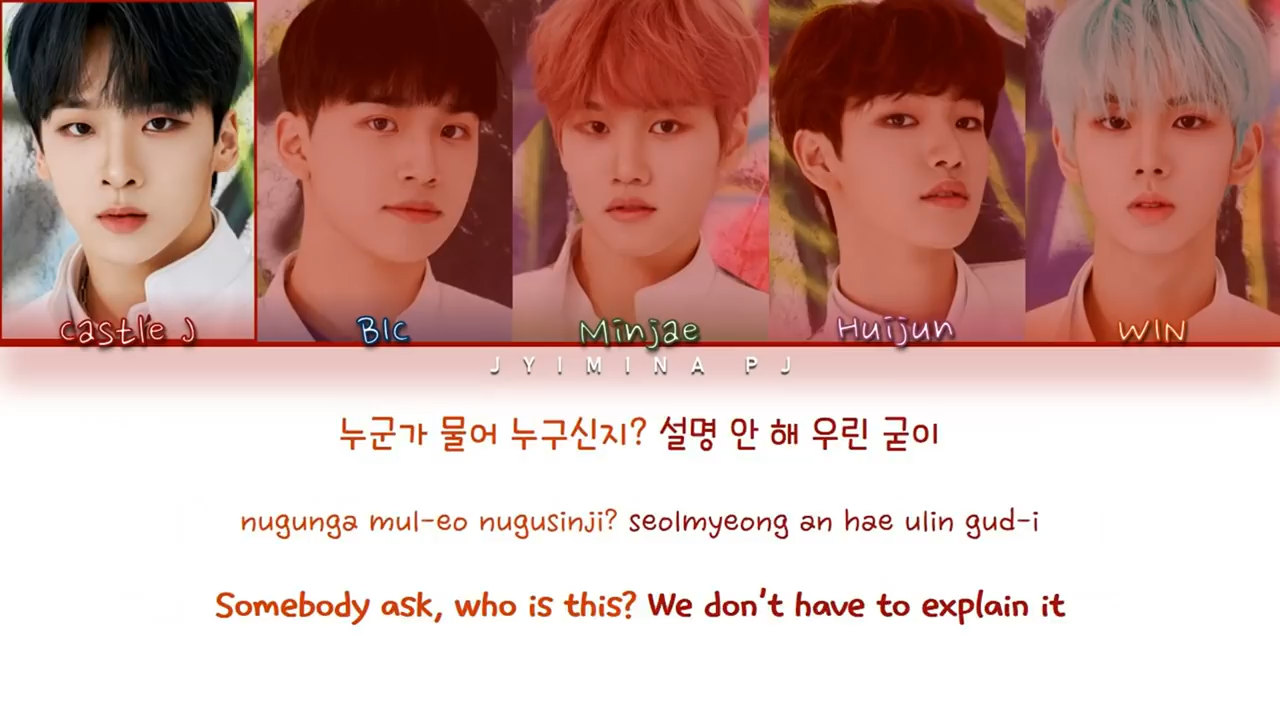 Castle J
BIC
Minjae
Huijun
WIN
JYIMINA PJ
누군가 물어 누구신지? 설명 안 해 우린 굳이
nugunga mul-eo nugusinji? seolmyeong an hae ulin gud-i
Somebody ask, who is this? We don't have to explain it